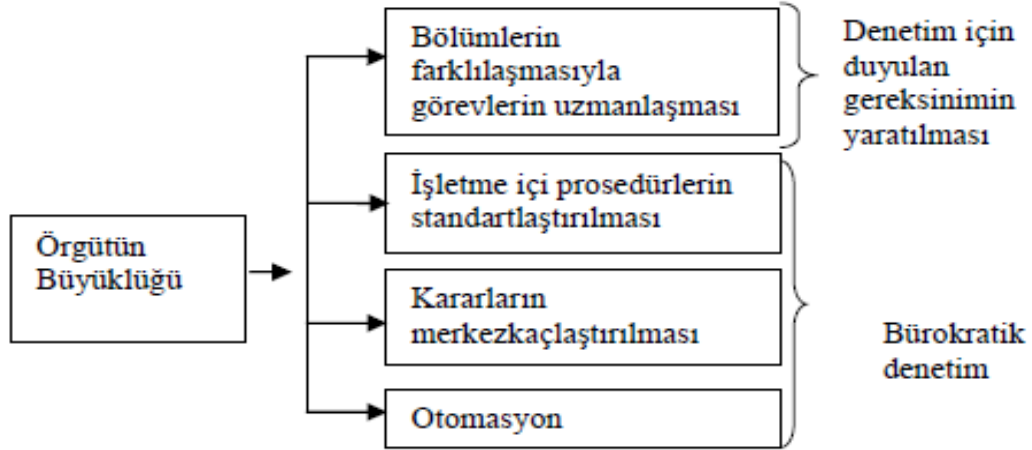 Örgütün
Büyüklüğü
Bölümlerin
farklılaşmasıyla
görevlerin uzmanlaşması
İşletme içi prosedürlerin
standartlaştırılması
Kararların
merkezkaçlaştırılması
Otomasyon
Denetim için
duyulan
gereksinimin
yaratılması
Bürokratik
denetim